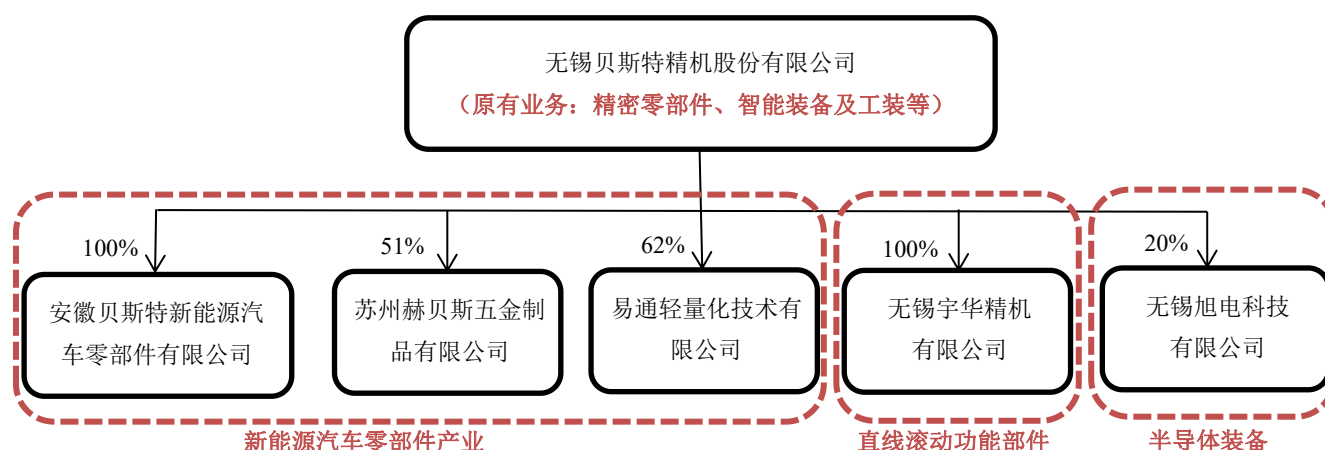 无锡贝斯特精机股份有限公司
（原有业务：精密零部件、智能装备及工装等）
100%
51%
62%
100%
20%
安徽贝斯特新能源汽
车零部件有限公司
苏州赫贝斯五金制
品有限公司
易通轻量化技术有
限公司
无锡宇华精机
有限公司
无锡旭电科技
有限公司
新能源汽车零部件产业
直线滚动功能部件
半导体装备